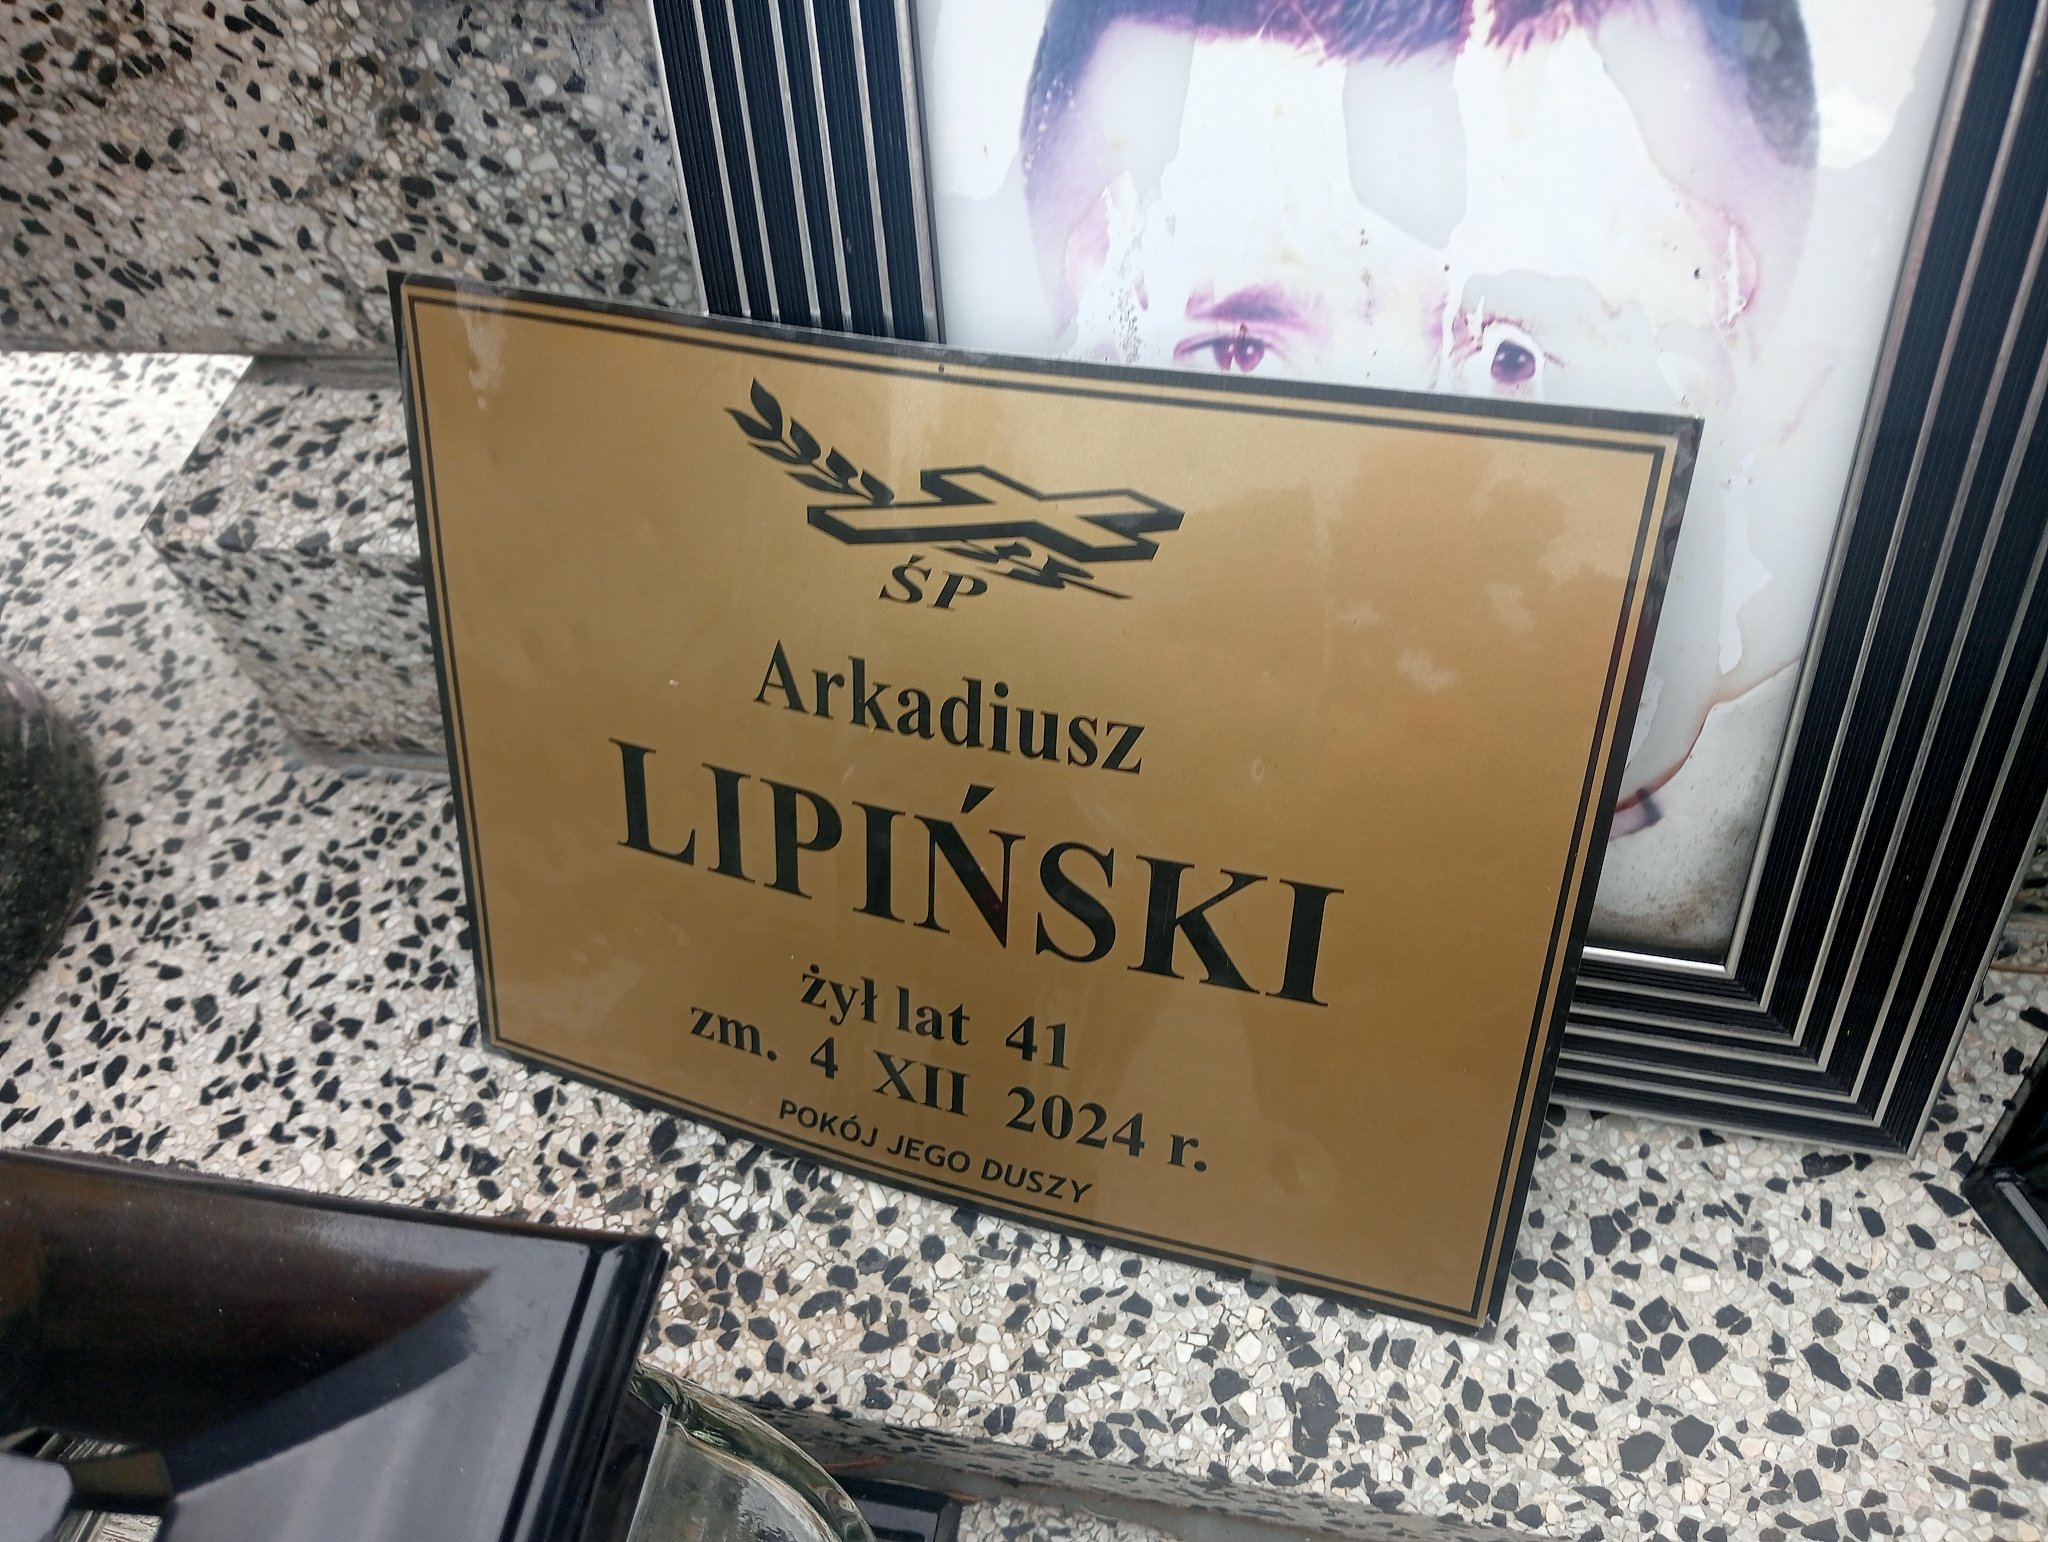 ŚP
Arkadiusz
LIPIŃSKI
żył lat 41
zm. 4 XII 2024 r.
POKÓJ JEGO DUSZY